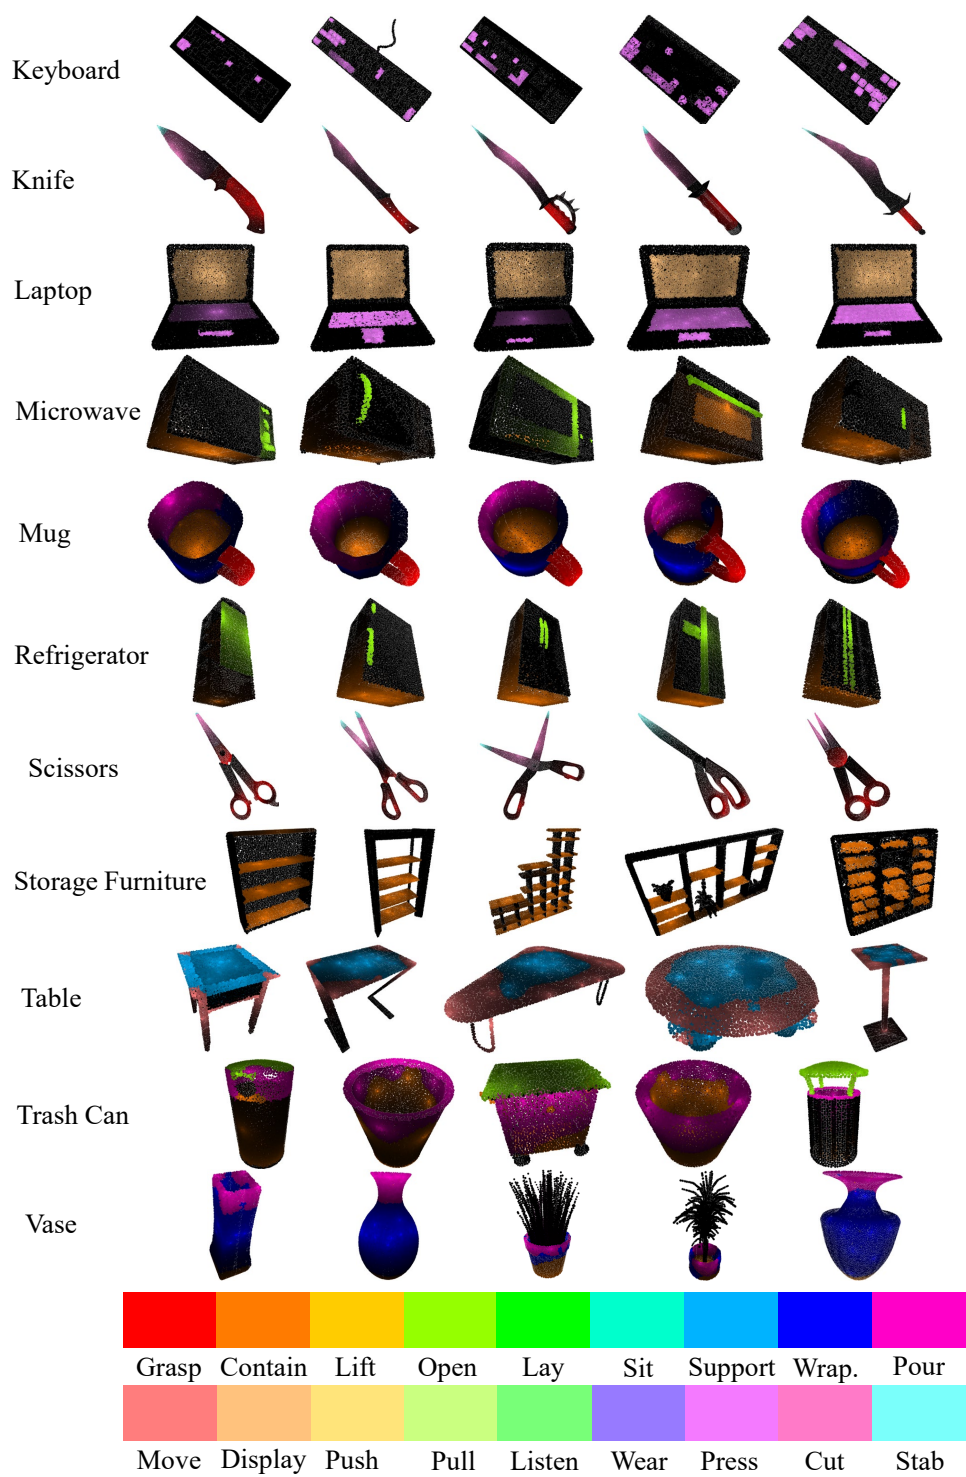 Keyboard
Knife
Laptop
Microwave
Mug
Refrigerator
Scissors
Storage Furniture
Table
Trash Can
Vase
Grasp Contain Lift Open Lay Sit Support Wrap. Pour
Move Display Push Pull Listen Wear Press Cut Stab